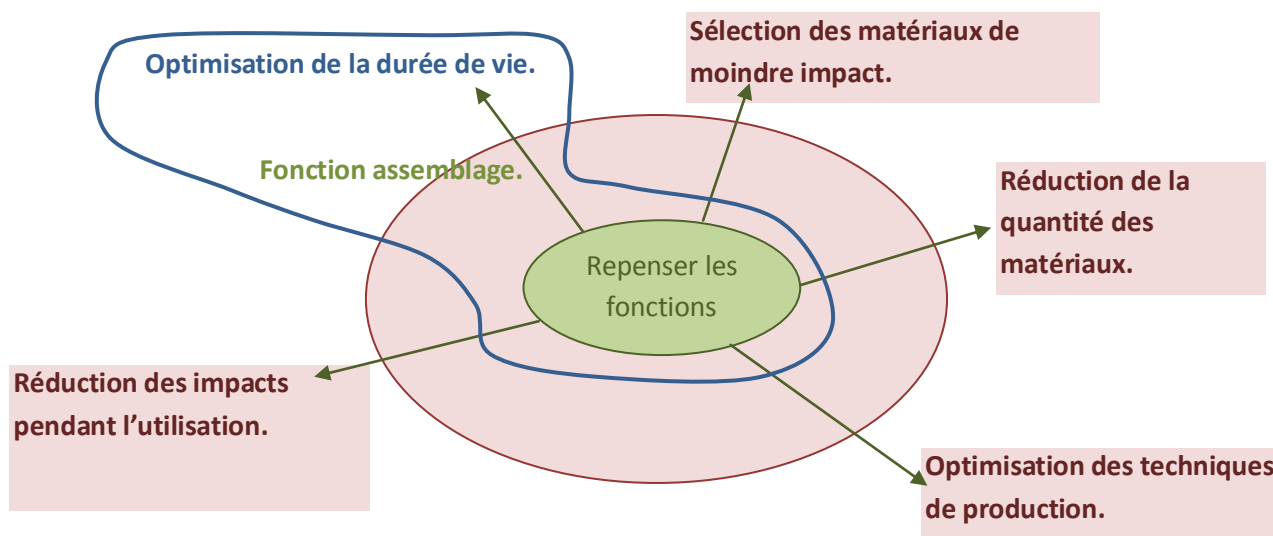 Sélection des matériaux de
moindre impact.
Optimisation de la durée de vie.
Fonction assemblage.
Réduction de la
quantité des
matériaux.
Repenser les
fonctions
Réduction des impacts
pendant l’utilisation.
Optimisation des techniques
de production.